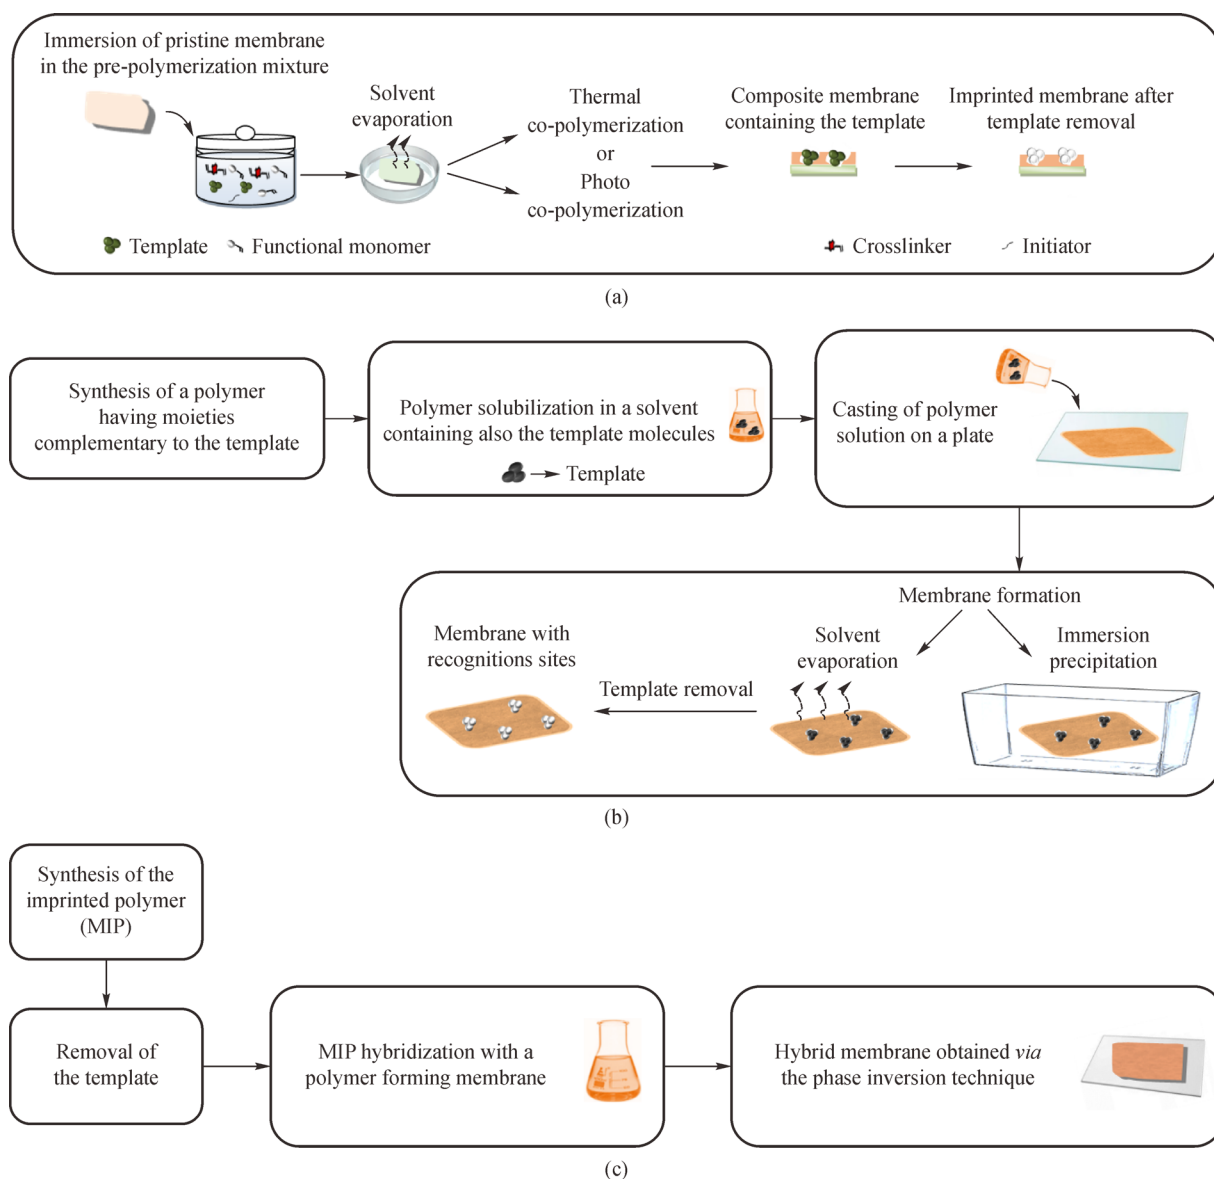 Immersion of pristine membrane
in the pre-polymerization mixture
Solvent
evaporation
Thermal
co-polymerization
or
Photo
co-polymerization
Composite membrane
containing the template
Imprinted membrane after
template removal
Template
Functional monomer
Crosslinker
Initiator
(a)
Synthesis of a polymer
having moieties
complementary to the template
Polymer solubilization in a solvent
containing also the template molecules
Template
Casting of polymer
solution on a plate
Membrane formation
Solvent
evaporation
Immersion
precipitation
Template removal
Membrane with
recognitions sites
(b)
Synthesis of the
imprinted polymer
(MIP)
Removal of
the template
MIP hybridization with a
polymer forming membrane
Hybrid membrane obtained via
the phase inversion technique
(c)